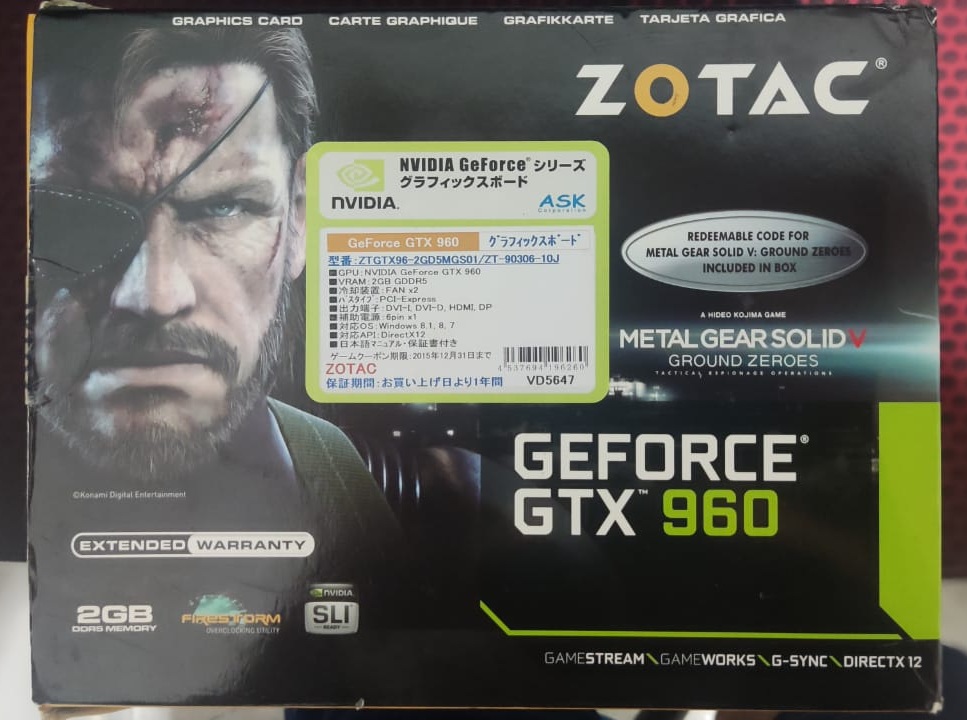 GRAPHICS CARD CARTE GRAPHIQUE GRAFIKKARTE TARJETA GRAFICA
ZOTAC®
NVIDIA GeForce® シリーズ
グラフィックスボード
NVIDIA.
ASK
Corporation
GeForce GTX 960 グラフィックスボード
型番:ZTGTX96-2GD5MGS01/ZT-90306-10J
■GPU:NVIDIA GeForce GTX 960
■VRAM:2GB GDDR5
■冷却装置:FAN x2
■バスタイプ:PCI-Express
■出力端子:DVI-I, DVI-D, HDMI, DP
■補助電源:6pin x1
■対応OS:Windows 8.1, 8, 7
■対応API:DirectX12
■日本語マニュアル・保証書付き
ゲームクーポン期限:2015年12月31日まで
ZOTAC
4 537694 196260
保証期間:お買い上げ日より1年間
VD5647
REDEEMABLE CODE FOR
METAL GEAR SOLID V: GROUND ZEROES
INCLUDED IN BOX
A HIDEO KOJIMA GAME
METAL GEAR SOLID V
GROUND ZEROES
TACTICAL ESPIONAGE OPERATIONS
GEFORCE®
GTX™ 960
©Konami Digital Entertainment
EXTENDED WARRANTY
2GB
DDR5 MEMORY
FIRESTORM
OVERCLOCKING UTILITY
NVIDIA
SLI
READY
GAMESTREAM\GAMEWORKS\G-SYNC\DIRECTX 12